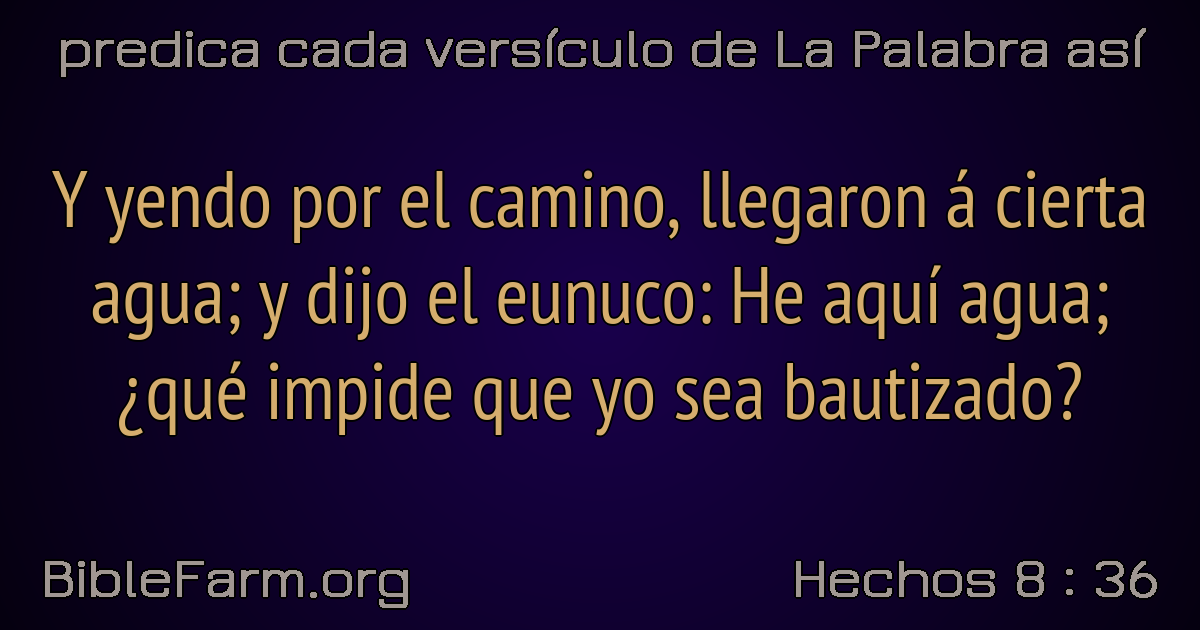 predica cada versículo de La Palabra así
Y yendo por el camino, llegaron á cierta
agua; y dijo el eunuco: He aquí agua;
¿qué impide que yo sea bautizado?
BibleFarm.org
Hechos 8 : 36